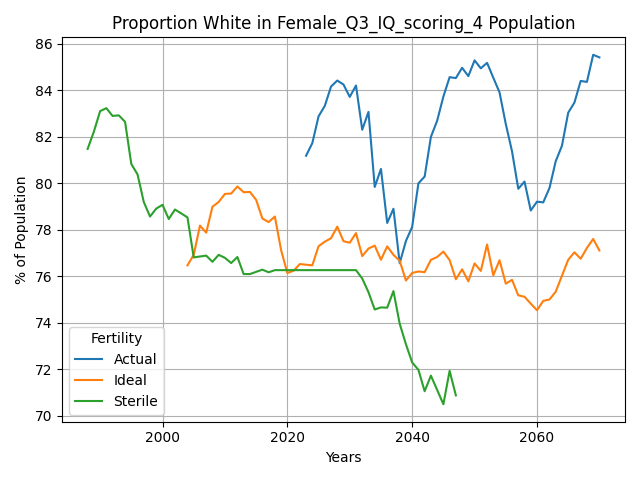 Proportion White in Female_Q3_IQ_scoring_4 Population
% of Population
86
84
82
80
78
76
74
72
70
Fertility
Actual
Ideal
Sterile
2000
2020
2040
2060
Years